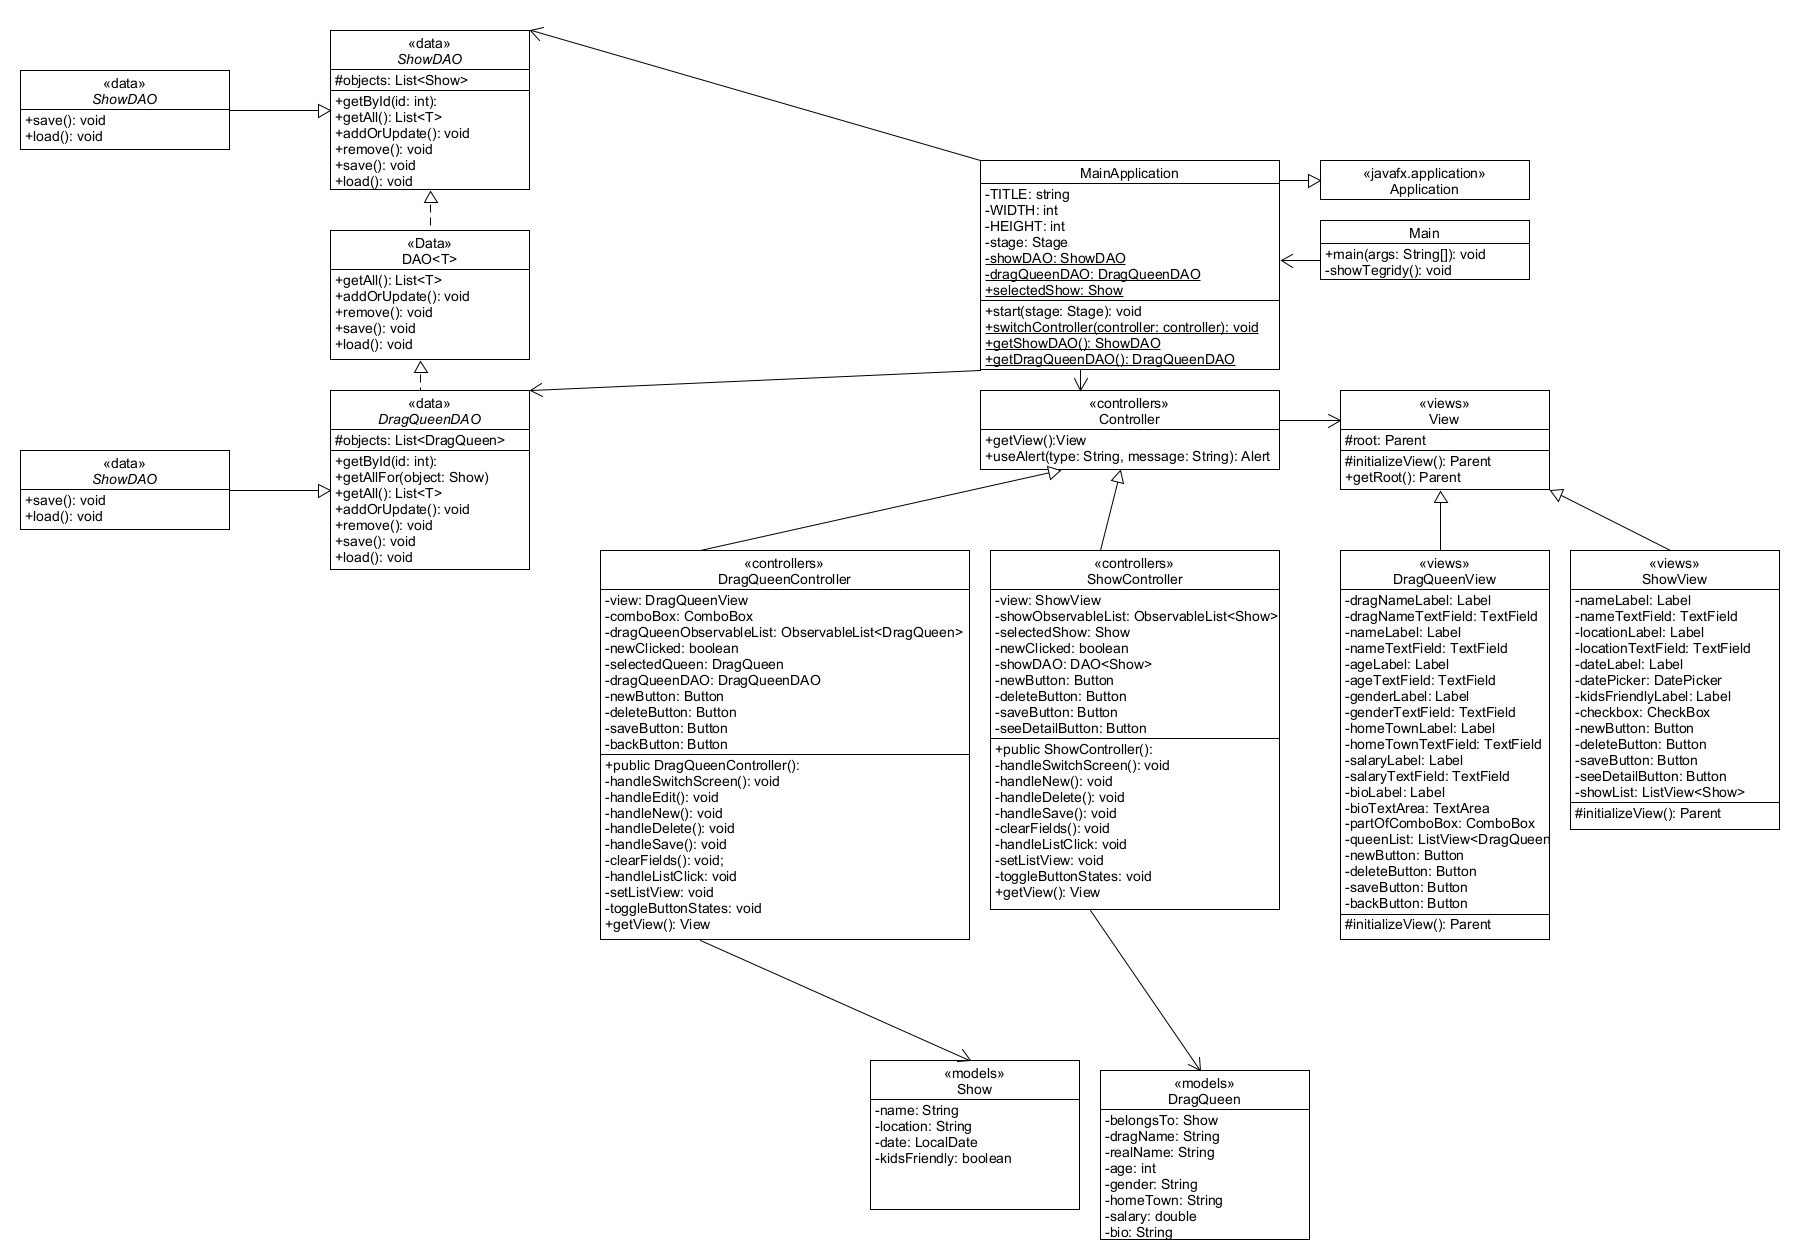 «data»
ShowDAO
+save(): void
+load(): void
«data»
ShowDAO
#objects: List<Show>
+getById(id: int):
+getAll(): List<T>
+addOrUpdate(): void
+remove(): void
+save(): void
+load(): void
«Data»
DAO<T>
+getAll(): List<T>
+addOrUpdate(): void
+remove(): void
+save(): void
+load(): void
«data»
DragQueenDAO
#objects: List<DragQueen>
+getById(id: int):
+getAllFor(object: Show)
+getAll(): List<T>
+addOrUpdate(): void
+remove(): void
+save(): void
+load(): void
«data»
ShowDAO
+save(): void
+load(): void
MainApplication
-TITLE: string
-WIDTH: int
-HEIGHT: int
-stage: Stage
-showDAO: ShowDAO
-dragQueenDAO: DragQueenDAO
+selectedShow: Show
+start(stage: Stage): void
+switchController(controller: controller): void
+getShowDAO(): ShowDAO
+getDragQueenDAO(): DragQueenDAO
«javafx.application»
Application
Main
+main(args: String[]): void
-showTegridy(): void
«controllers»
Controller
+getView():View
+useAlert(type: String, message: String): Alert
«views»
View
#root: Parent
#initializeView(): Parent
+getRoot(): Parent
«controllers»
DragQueenController
-view: DragQueenView
-comboBox: ComboBox
-dragQueenObservableList: ObservableList<DragQueen>
-newClicked: boolean
-selectedQueen: DragQueen
-dragQueenDAO: DragQueenDAO
-newButton: Button
-deleteButton: Button
-saveButton: Button
-backButton: Button
+public DragQueenController():
-handleSwitchScreen(): void
-handleEdit(): void
-handleNew(): void
-handleDelete(): void
-handleSave(): void
-clearFields(): void;
-handleListClick: void
-setListView: void
-toggleButtonStates: void
+getView(): View
«controllers»
ShowController
-view: ShowView
-showObservableList: ObservableList<Show>
-selectedShow: Show
-newClicked: boolean
-showDAO: DAO<Show>
-newButton: Button
-deleteButton: Button
-saveButton: Button
-seeDetailButton: Button
+public ShowController():
-handleSwitchScreen(): void
-handleNew(): void
-handleDelete(): void
-handleSave(): void
-clearFields(): void
-handleListClick: void
-setListView: void
-toggleButtonStates: void
+getView(): View
«views»
DragQueenView
-dragNameLabel: Label
-dragNameTextField: TextField
-nameLabel: Label
-nameTextField: TextField
-ageLabel: Label
-ageTextField: TextField
-genderLabel: Label
-genderTextField: TextField
-homeTownLabel: Label
-homeTownTextField: TextField
-salaryLabel: Label
-salaryTextField: TextField
-bioLabel: Label
-bioTextArea: TextArea
-partOfComboBox: ComboBox
-queenList: ListView<DragQueen
-newButton: Button
-deleteButton: Button
-saveButton: Button
-backButton: Button
#initializeView(): Parent
«views»
ShowView
-nameLabel: Label
-nameTextField: TextField
-locationLabel: Label
-locationTextField: TextField
-dateLabel: Label
-datePicker: DatePicker
-kidsFriendlyLabel: Label
-checkbox: CheckBox
-newButton: Button
-deleteButton: Button
-saveButton: Button
-seeDetailButton: Button
-showList: ListView<Show>
#initializeView(): Parent
«models»
Show
-name: String
-location: String
-date: LocalDate
-kidsFriendly: boolean
«models»
DragQueen
-belongsTo: Show
-dragName: String
-realName: String
-age: int
-gender: String
-homeTown: String
-salary: double
-bio: String